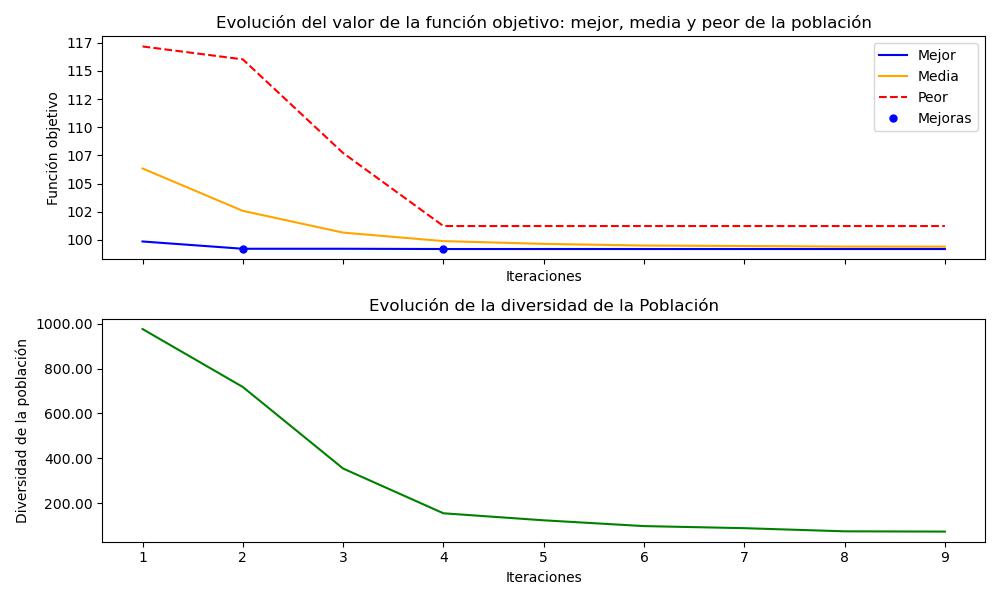 Evolución del valor de la función objetivo: mejor, media y peor de la población
117
115
112
110
107
105
102
100
Función objetivo
Mejor
Media
Peor
Mejoras
Iteraciones
Evolución de la diversidad de la Población
1000.00
800.00
600.00
400.00
200.00
Diversidad de la población
1 2 3 4 5 6 7 8 9
Iteraciones